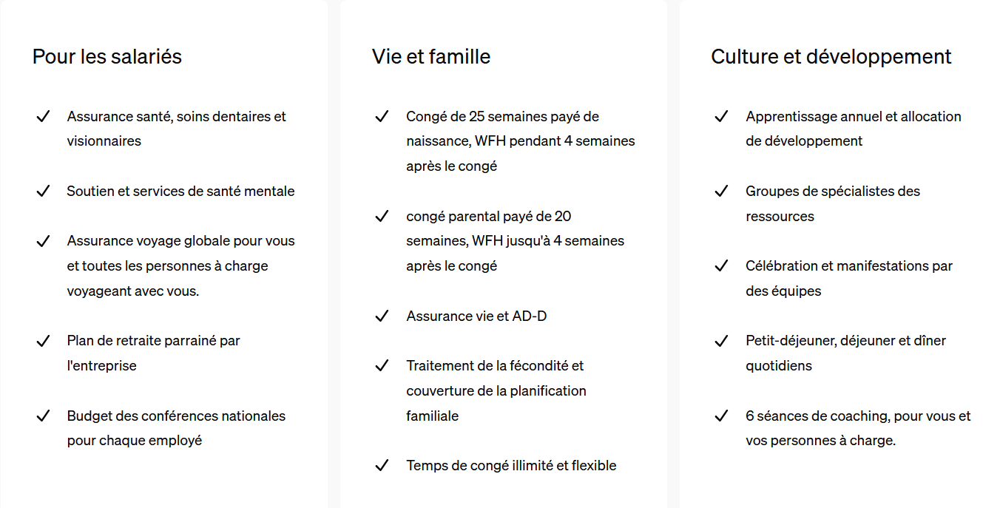 Pour les salariés
Assurance santé, soins dentaires et
visionnaires
Soutien et services de santé mentale
Assurance voyage globale pour vous
et toutes les personnes à charge
voyageant avec vous.
Plan de retraite parrainé par
l'entreprise
Budget des conférences nationales
pour chaque employé
Vie et famille
Congé de 25 semaines payé de
naissance, WFH pendant 4 semaines
après le congé
congé parental payé de 20
semaines, WFH jusqu'à 4 semaines
après le congé
Assurance vie et AD-D
Traitement de la fécondité et
couverture de la planification
familiale
Temps de congé illimité et flexible
Culture et développement
Apprentissage annuel et allocation
de développement
Groupes de spécialistes des
ressources
Célébration et manifestations par
des équipes
Petit-déjeuner, déjeuner et dîner
quotidiens
6 séances de coaching, pour vous et
vos personnes à charge.